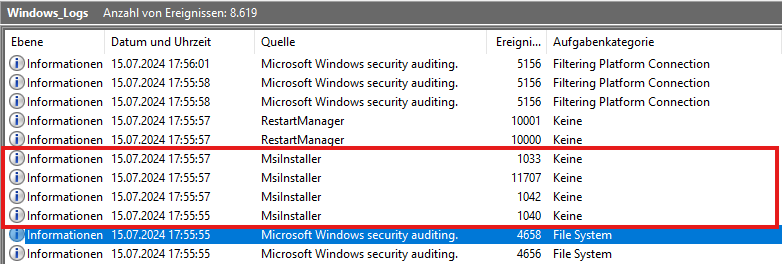 Windows_Logs Anzahl von Ereignissen: 8.619
Ebene Datum und Uhrzeit Quelle Ereigni... Aufgabenkategorie
Informationen 15.07.2024 17:56:01 Microsoft Windows security auditing. 5156 Filtering Platform Connection
Informationen 15.07.2024 17:55:58 Microsoft Windows security auditing. 5156 Filtering Platform Connection
Informationen 15.07.2024 17:55:58 Microsoft Windows security auditing. 5156 Filtering Platform Connection
Informationen 15.07.2024 17:55:57 RestartManager 10001 Keine
Informationen 15.07.2024 17:55:57 RestartManager 10000 Keine
Informationen 15.07.2024 17:55:57 MsiInstaller 1033 Keine
Informationen 15.07.2024 17:55:57 MsiInstaller 11707 Keine
Informationen 15.07.2024 17:55:57 MsiInstaller 1042 Keine
Informationen 15.07.2024 17:55:55 MsiInstaller 1040 Keine
Informationen 15.07.2024 17:55:55 Microsoft Windows security auditing. 4658 File System
Informationen 15.07.2024 17:55:55 Microsoft Windows security auditing. 4656 File System